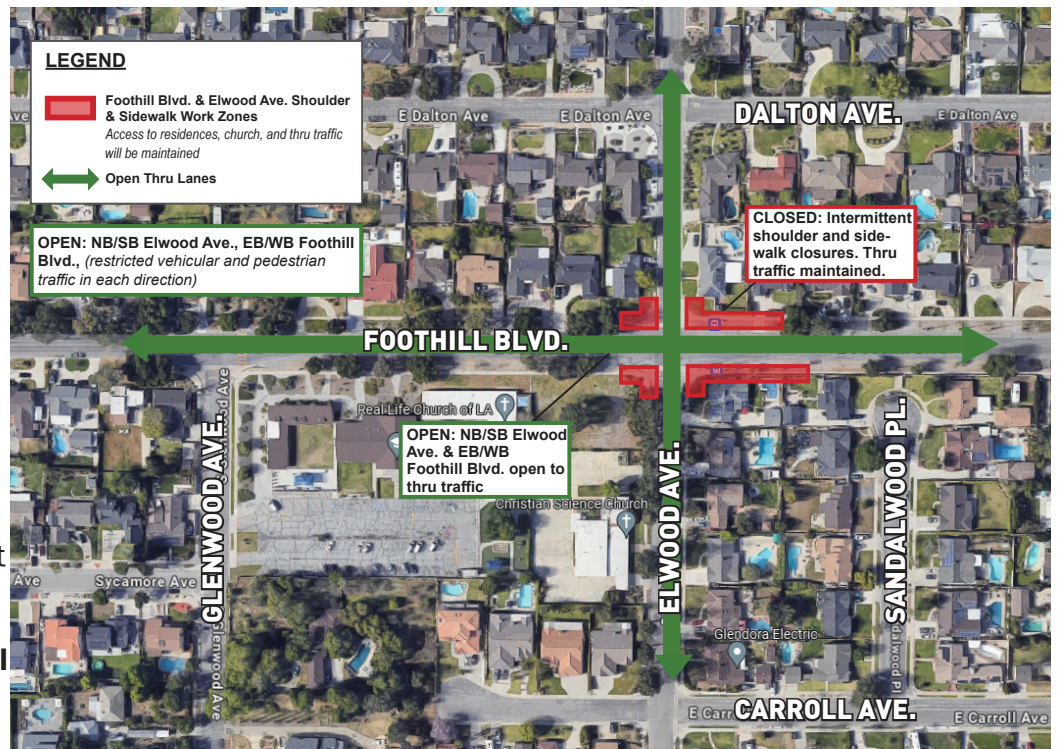 LEGEND
Foothill Blvd. & Elwood Ave. Shoulder
& Sidewalk Work Zones
Access to residences, church, and thru traffic
will be maintained
Open Thru Lanes
Ave
E Dalton Ave
DALTON AVE.
E Dalton Ave
OPEN: NB/SB Elwood Ave., EB/WB Foothill
Blvd., (restricted vehicular and pedestrian
traffic in each direction)
CLOSED: Intermittent
shoulder and side-
walk closures. Thru
traffic maintained.
FOOTHILL BLVD.
Real Life Church of LA
OPEN: NB/SB Elwood
Ave. & EB/WB
Foothill Blvd. open to
thru traffic
Christian Science Church
GLENWOOD AVE.
ELWOOD AVE.
SANDALWOOD PL.
t
Ave
Sycamore Ave
Glendora Electric
l
Glenwood Ave
dalwood Pl
E Carr
CARROLL AVE.
E Carroll Ave